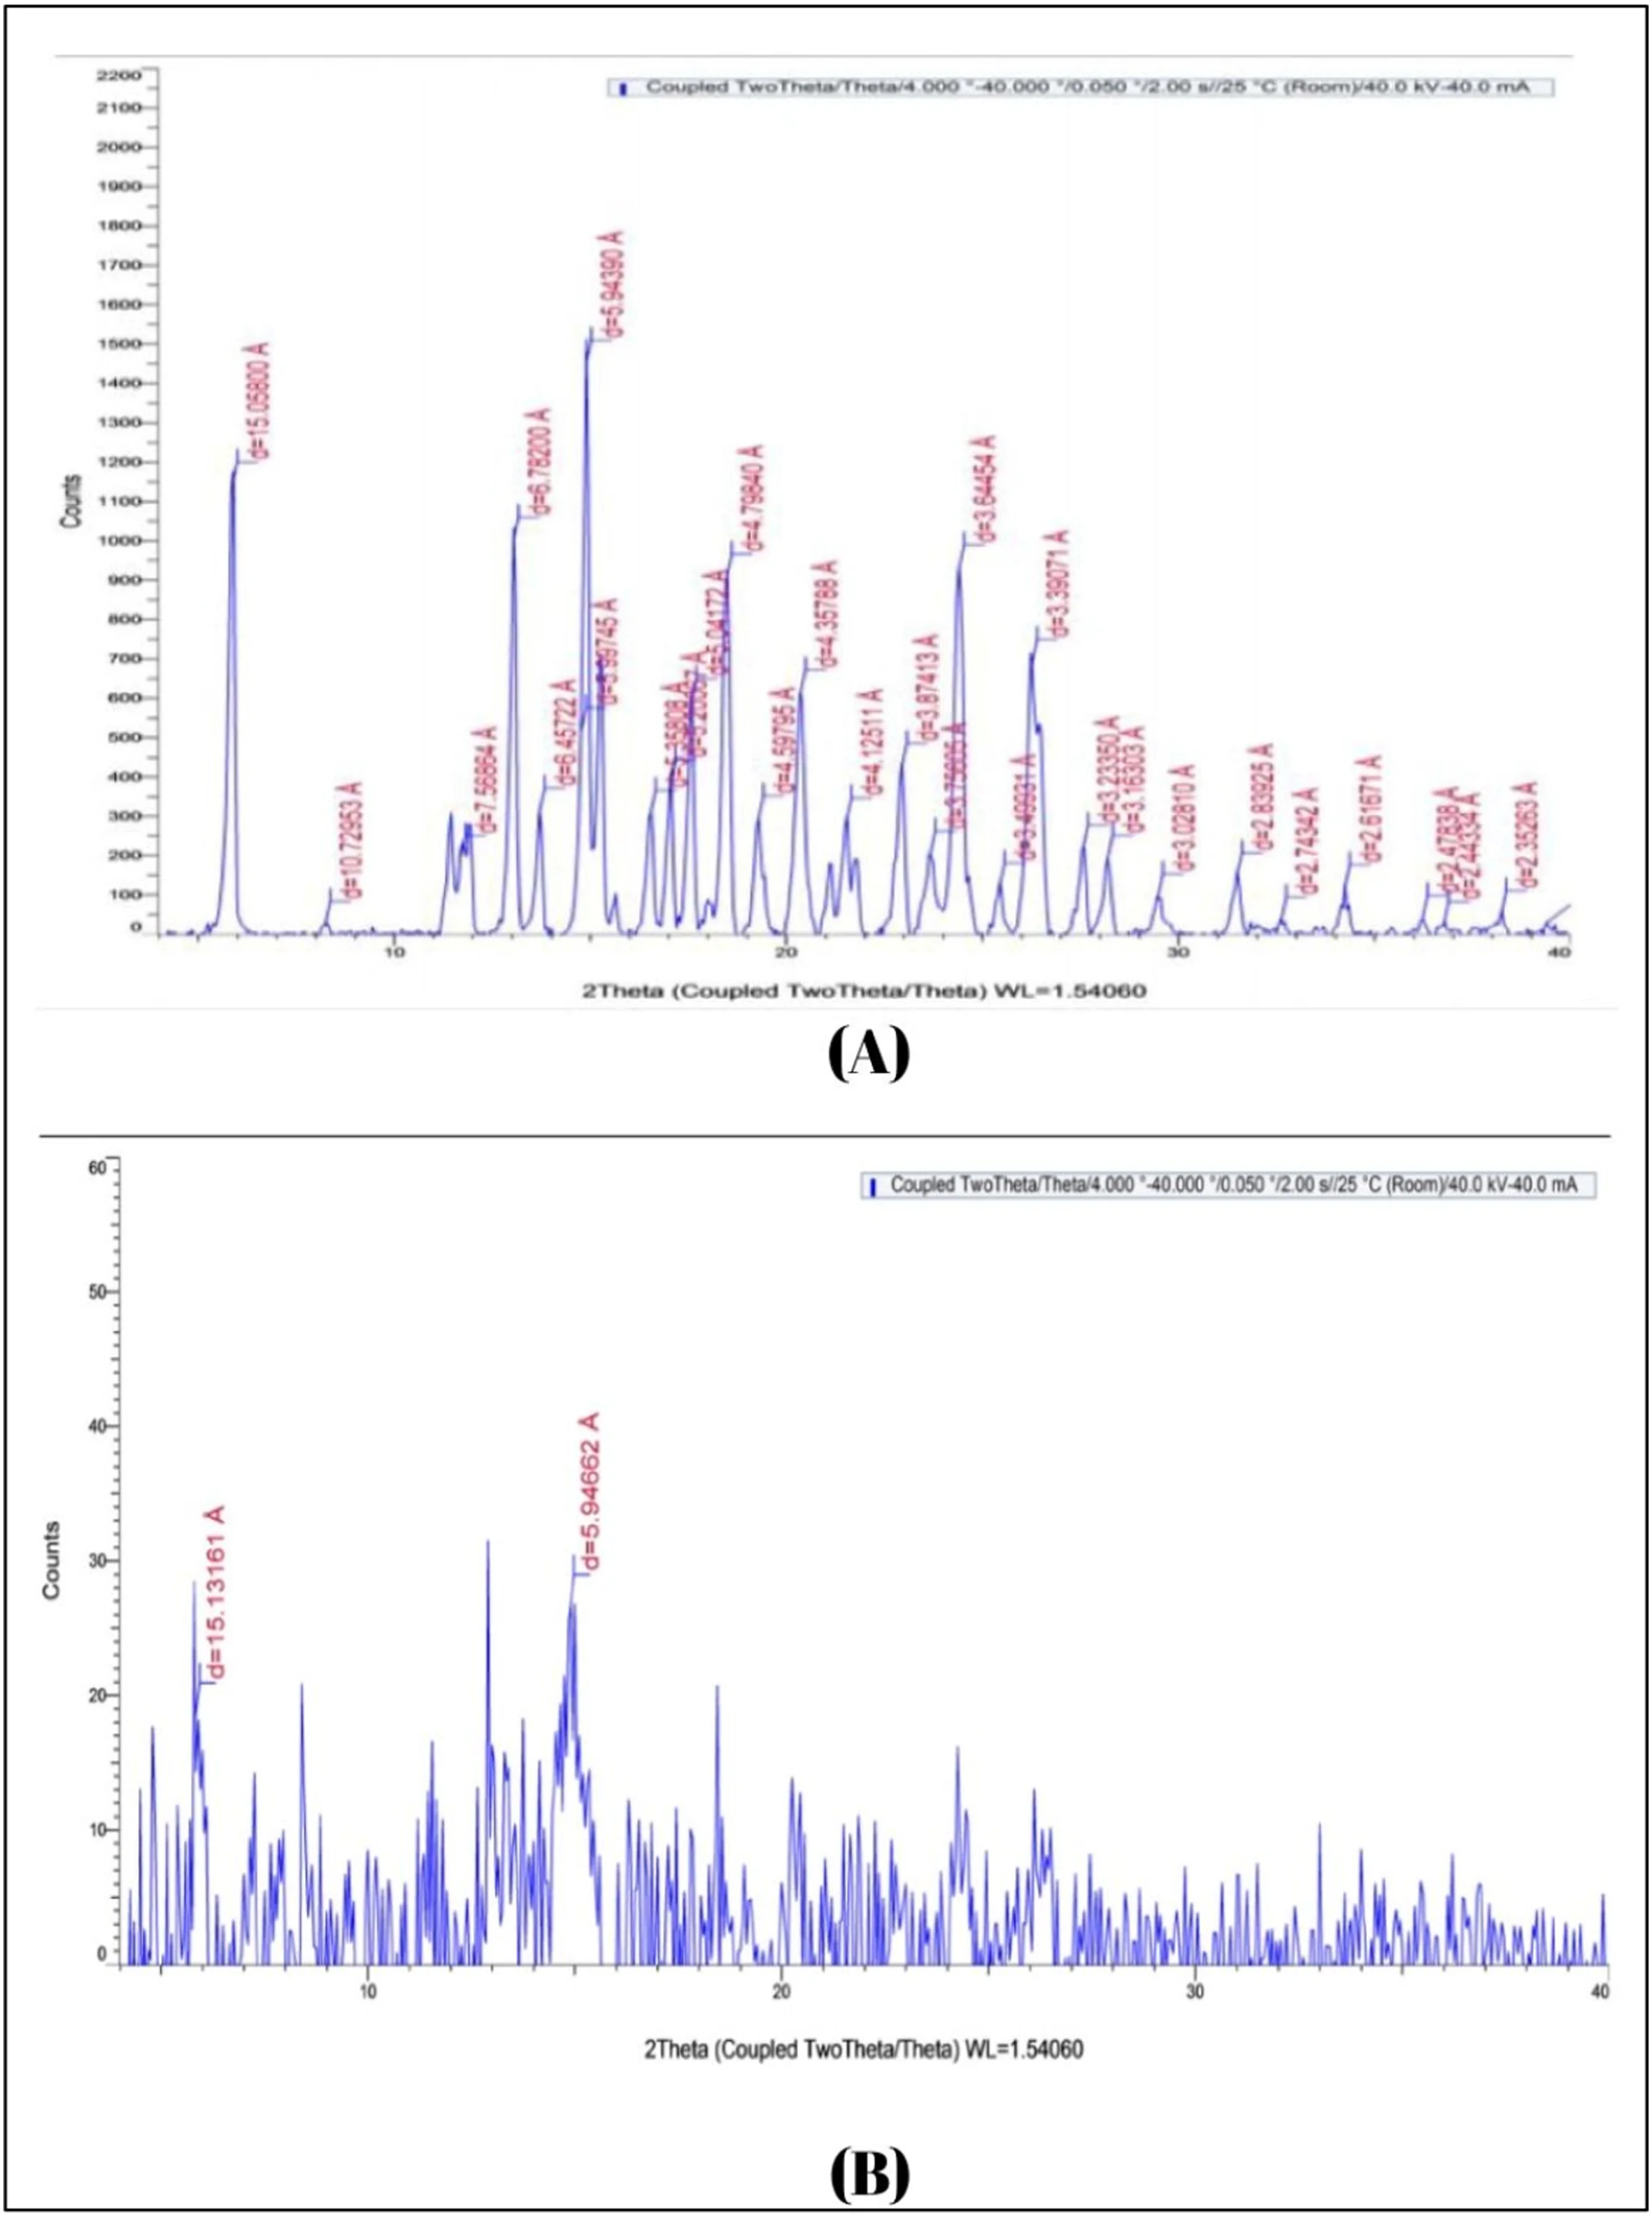 Coupled TwoTheta/Theta/4.000 °-40.000 °/0.050 °/2.00 s//25 °C (Room)/40.0 kV-40.0 mA
2200
2100
2000
1900
1800
1700
1600
1500
1400
1300
1200
1100
1000
900
800
700
600
500
400
300
200
100
0
Counts
d=15.05800 A
d=10.72953 A
d=7.56864 A
d=6.78200 A
d=6.45722 A
d=5.94390 A
d=5.04172 A
d=4.79840 A
d=4.59795 A
d=4.35788 A
d=4.12511 A
d=3.87413 A
d=3.64454 A
d=3.49931 A
d=3.39071 A
d=3.23350 A
d=3.16303 A
d=3.02810 A
d=2.83925 A
d=2.74342 A
d=2.61671 A
d=2.47838 A
d=2.44334 A
d=2.35263 A
10 20 30 40
2Theta (Coupled TwoTheta/Theta) WL=1.54060
(A)
Coupled TwoTheta/Theta/4.000 °-40.000 °/0.050 °/2.00 s//25 °C (Room)/40.0 kV-40.0 mA
60
50
40
30
20
10
0
Counts
d=15.13161 A
d=5.94662 A
10 20 30 40
2Theta (Coupled TwoTheta/Theta) WL=1.54060
(B)